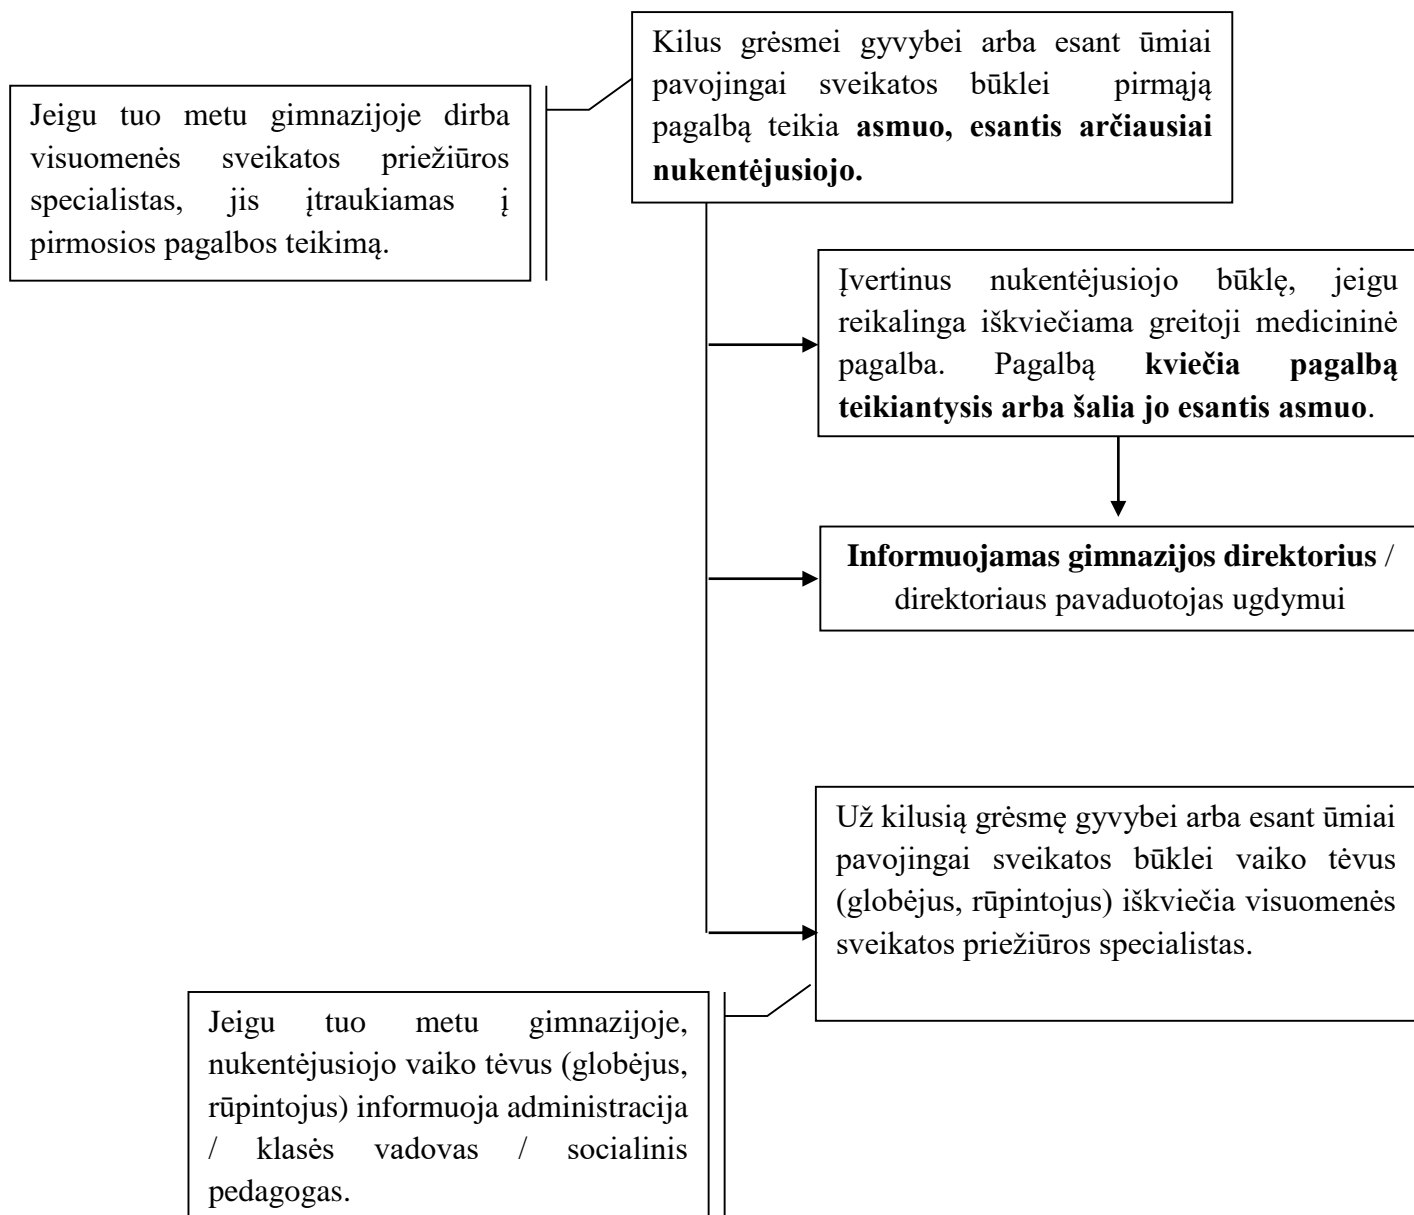 Kilus grėsmei gyvybei arba esant ūmiai
pavojingai sveikatos būklei pirmąją
pagalbą teikia asmuo, esantis arčiausiai
nukentėjusiojo.
Jeigu tuo metu gimnazijoje dirba
visuomenės sveikatos priežiūros
specialistas, jis įtraukiamas į
pirmosios pagalbos teikimą.
Įvertinus nukentėjusiojo būklę, jeigu
reikalinga iškviečiama greitoji medicininė
pagalba. Pagalbą kviečia pagalbą
teikiantysis arba šalia jo esantis asmuo.
Informuojamas gimnazijos direktorius /
direktoriaus pavaduotojas ugdymui
Už kilusią grėsmę gyvybei arba esant ūmiai
pavojingai sveikatos būklei vaiko tėvus
(globėjus, rūpintojus) iškviečia visuomenės
sveikatos priežiūros specialistas.
Jeigu tuo metu gimnazijoje,
nukentėjusiojo vaiko tėvus (globėjus,
rūpintojus) informuoja administracija
/ klasės vadovas / socialinis
pedagogas.